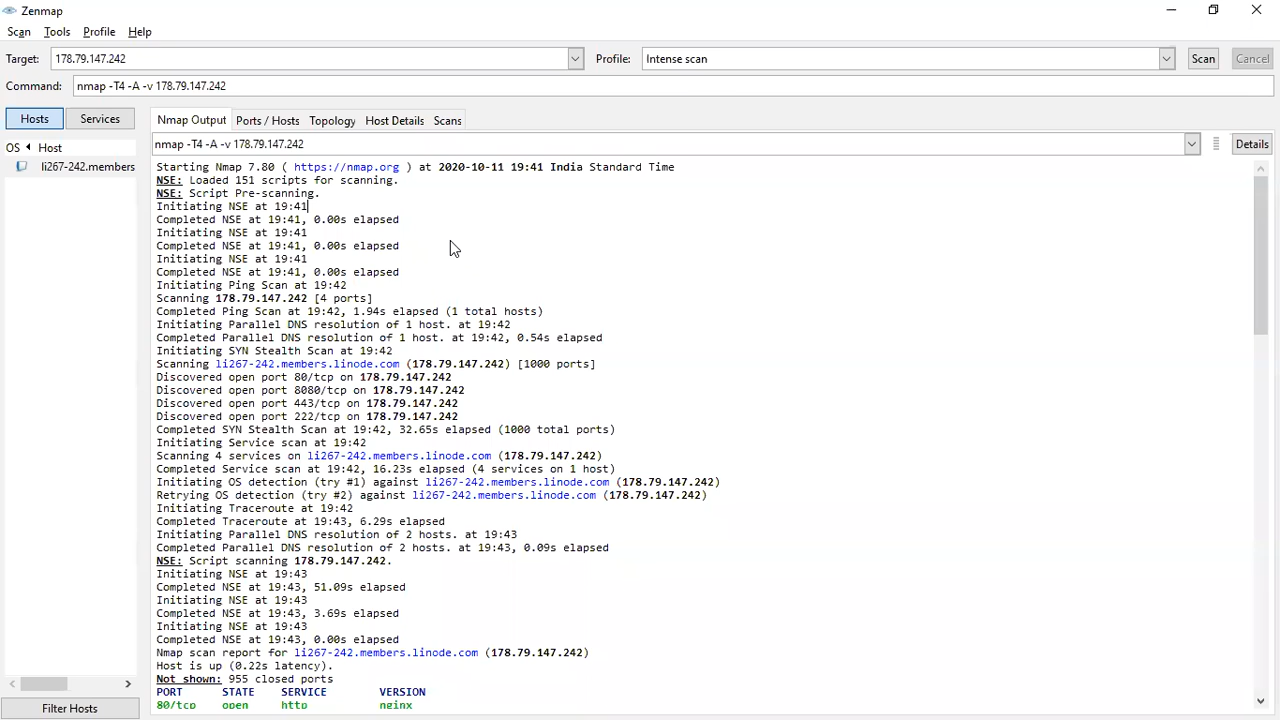 Zenmap
Scan Tools Profile Help
Target: 178.79.147.242 Profile: Intense scan Scan Cancel
Command: nmap -T4 -A -v 178.79.147.242
Hosts Services Nmap Output Ports / Hosts Topology Host Details Scans
nmap -T4 -A -v 178.79.147.242 Details
OS Host
li267-242.members
Starting Nmap 7.80 ( https://nmap.org ) at 2020-10-11 19:41 India Standard Time
NSE: Loaded 151 scripts for scanning.
NSE: Script Pre-scanning.
Initiating NSE at 19:41
Completed NSE at 19:41, 0.00s elapsed
Initiating NSE at 19:41
Completed NSE at 19:41, 0.00s elapsed
Initiating NSE at 19:41
Completed NSE at 19:41, 0.00s elapsed
Initiating Ping Scan at 19:42
Scanning 178.79.147.242 [4 ports]
Completed Ping Scan at 19:42, 1.94s elapsed (1 total hosts)
Initiating Parallel DNS resolution of 1 host. at 19:42
Completed Parallel DNS resolution of 1 host. at 19:42, 0.54s elapsed
Initiating SYN Stealth Scan at 19:42
Scanning li267-242.members.linode.com (178.79.147.242) [1000 ports]
Discovered open port 80/tcp on 178.79.147.242
Discovered open port 8080/tcp on 178.79.147.242
Discovered open port 443/tcp on 178.79.147.242
Discovered open port 222/tcp on 178.79.147.242
Completed SYN Stealth Scan at 19:42, 32.65s elapsed (1000 total ports)
Initiating Service scan at 19:42
Scanning 4 services on li267-242.members.linode.com (178.79.147.242)
Completed Service scan at 19:42, 16.23s elapsed (4 services on 1 host)
Initiating OS detection (try #1) against li267-242.members.linode.com (178.79.147.242)
Retrying OS detection (try #2) against li267-242.members.linode.com (178.79.147.242)
Initiating Traceroute at 19:42
Completed Traceroute at 19:43, 6.29s elapsed
Initiating Parallel DNS resolution of 2 hosts. at 19:43
Completed Parallel DNS resolution of 2 hosts. at 19:43, 0.09s elapsed
NSE: Script scanning 178.79.147.242.
Initiating NSE at 19:43
Completed NSE at 19:43, 51.09s elapsed
Initiating NSE at 19:43
Completed NSE at 19:43, 3.69s elapsed
Initiating NSE at 19:43
Completed NSE at 19:43, 0.00s elapsed
Nmap scan report for li267-242.members.linode.com (178.79.147.242)
Host is up (0.22s latency).
Not shown: 955 closed ports
PORT STATE SERVICE VERSION
80/tcp open http nginx
Filter Hosts